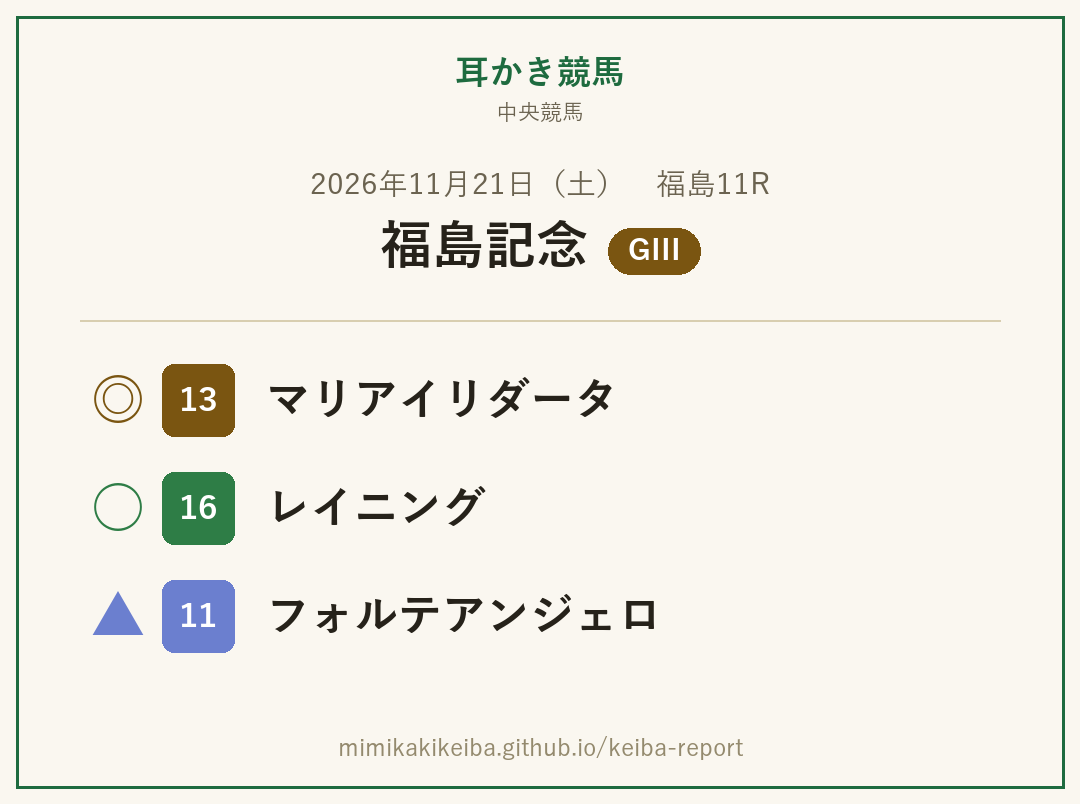 耳かき競馬
中央競馬
2026年11月21日（土）　福島11R
福島記念 GIII
◎ 13 マリアイリダータ
○ 16 レイニング
▲ 11 フォルテアンジェロ
mimikakikeiba.github.io/keiba-report